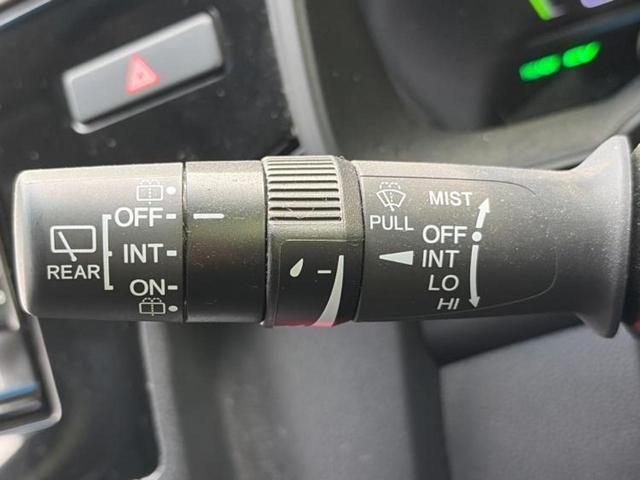 OFF
INT
REAR
ON
PULL
MIST
OFF
INT
LO
HI